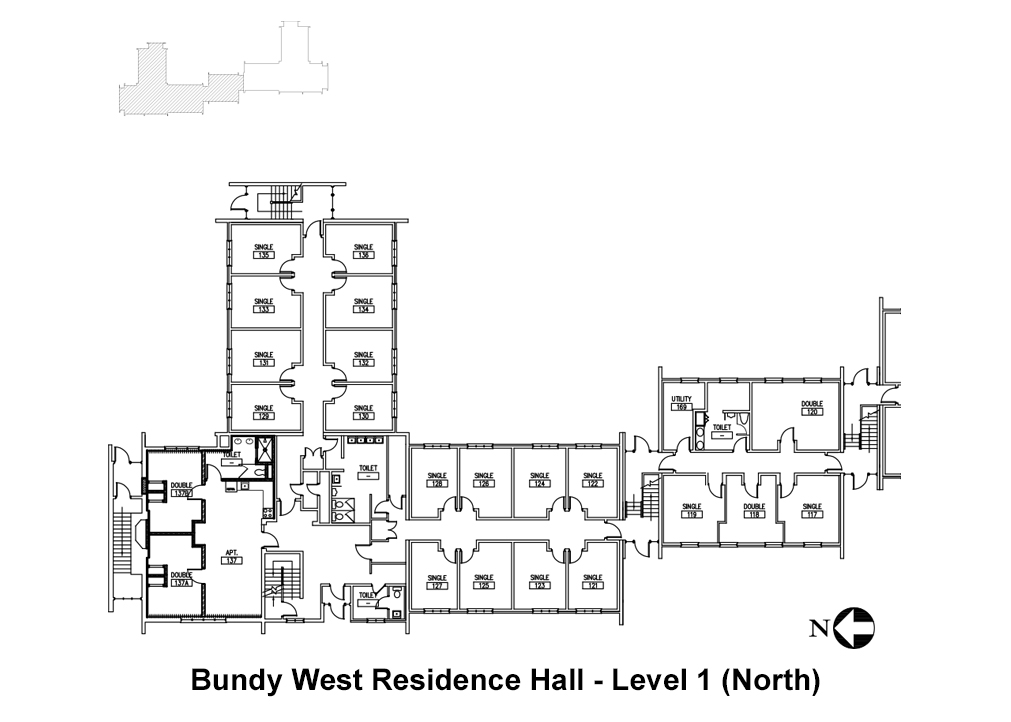 SINGLE
135
SINGLE
136
SINGLE
133
SINGLE
134
SINGLE
131
SINGLE
132
SINGLE
129
SINGLE
130
UTILITY
169
DOUBLE
120
TOILET
TOILET
TOILET
DOUBLE
137B
SINGLE
128
SINGLE
126
SINGLE
124
SINGLE
122
SINGLE
119
DOUBLE
118
SINGLE
117
APT.
137
DOUBLE
137A
SINGLE
127
SINGLE
125
SINGLE
123
SINGLE
121
TOILET
N
Bundy West Residence Hall - Level 1 (North)